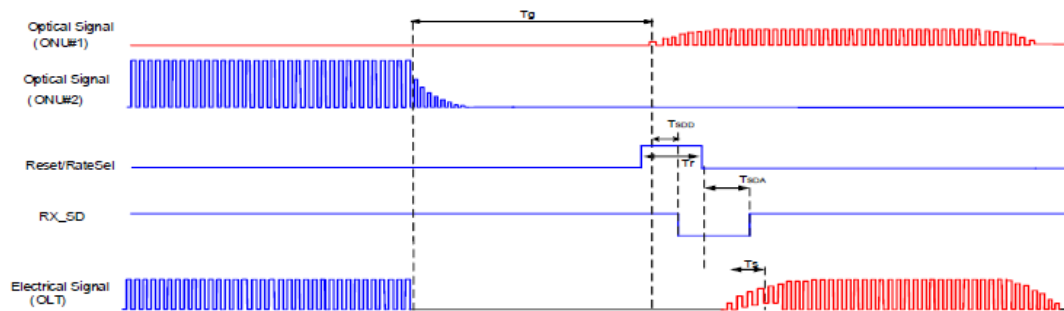 Tg
Optical Signal
(ONU#1)
Optical Signal
(ONU#2)
TSDD
Reset/RateSel
Tr
TSDA
RX_SD
Ts
Electrical Signal
(OLT)